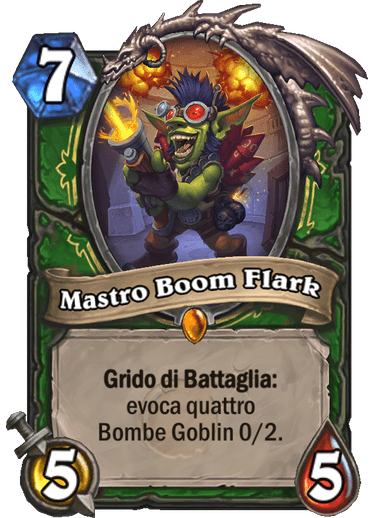 7
Mastro Boom Flark
Grido di Battaglia:
evoca quattro
Bombe Goblin 0/2.
5
5